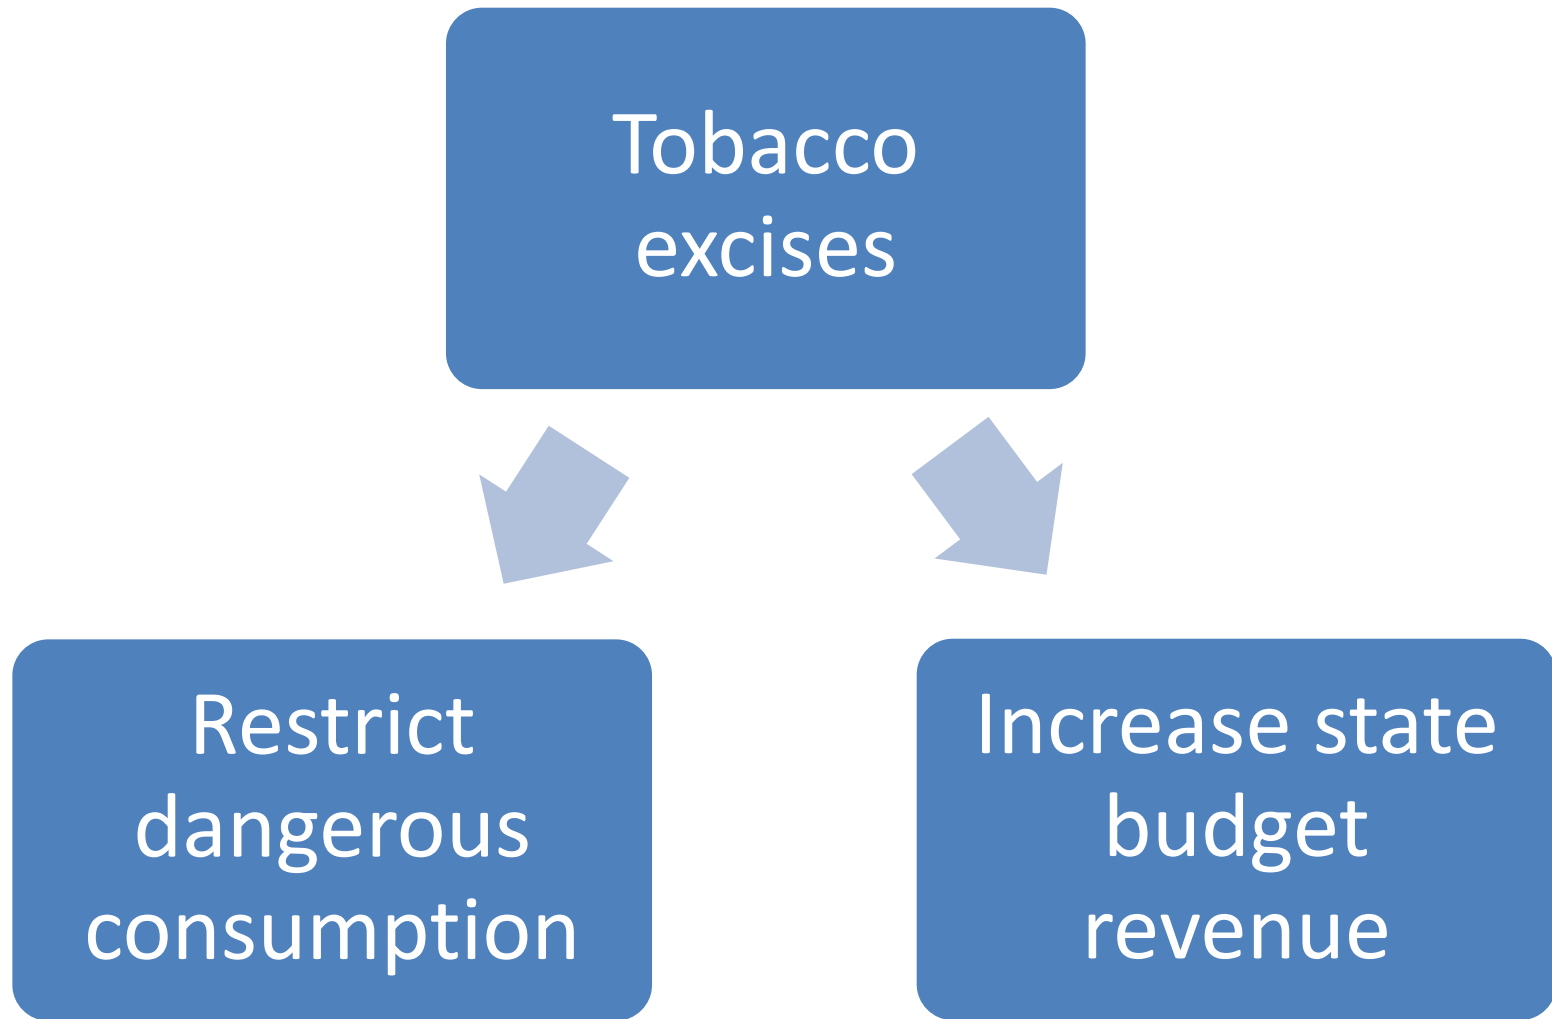 Tobacco
excises
Restrict
dangerous
consumption
Increase state
budget
revenue